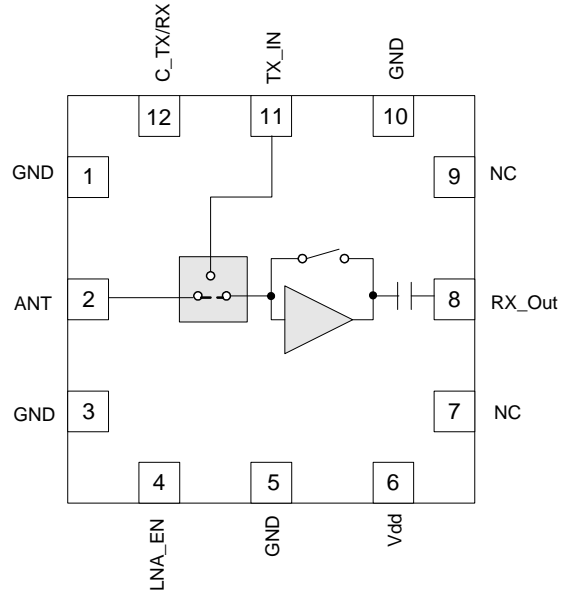 C_TX/RX
TX_IN
GND
12
11
10
GND
1
9
NC
ANT
2
8
RX_Out
GND
3
7
NC
4
5
6
LNA_EN
GND
Vdd